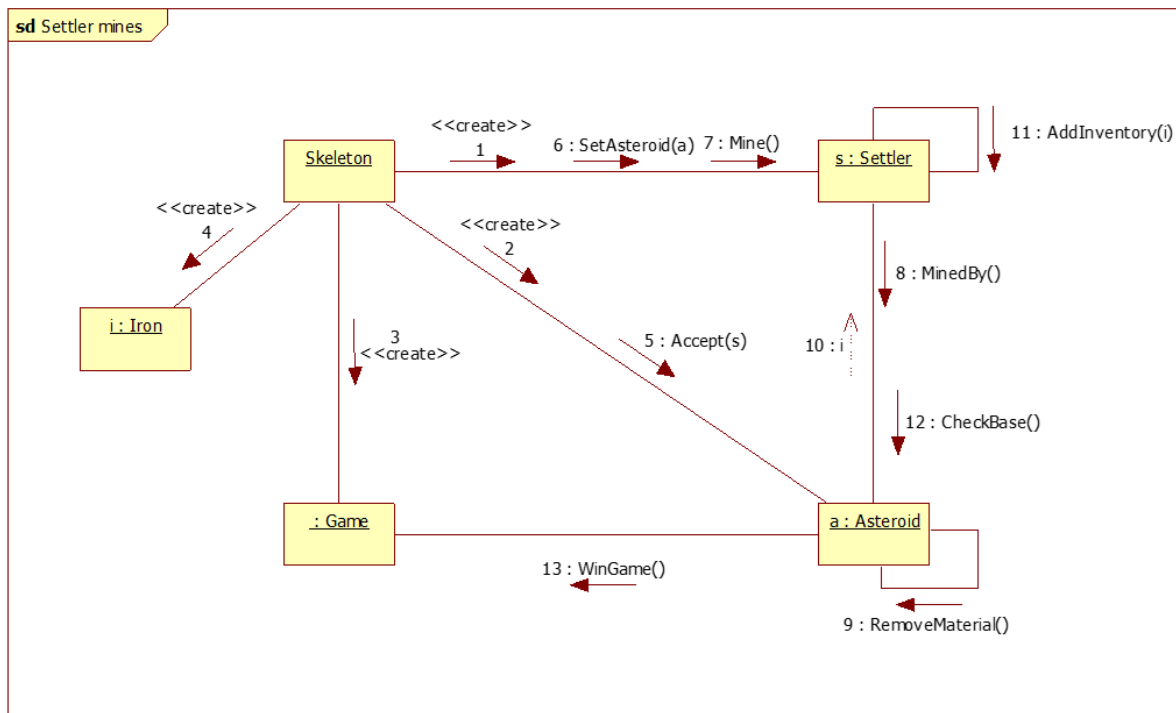 sd Settler mines
<<create>>
1
6 : SetAsteroid(a)
7 : Mine()
11 : AddInventory(i)
Skeleton
s : Settler
<<create>>
4
<<create>>
2
8 : MinedBy()
i : Iron
3
<<create>>
5 : Accept(s)
10 : i
12 : CheckBase()
: Game
a : Asteroid
13 : WinGame()
9 : RemoveMaterial()